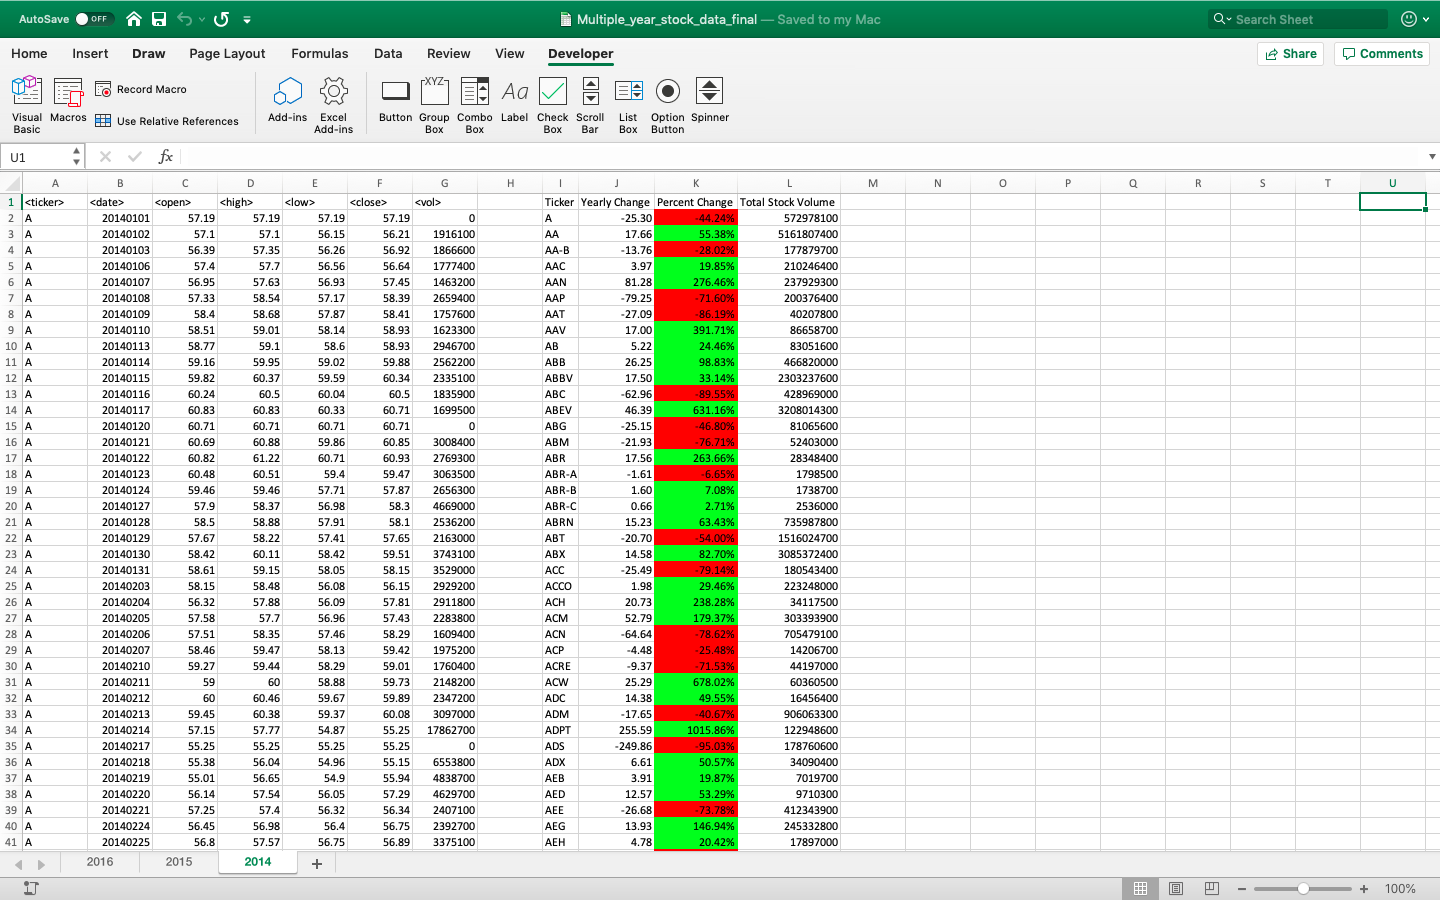 AutoSave OFF Multiple_year_stock_data_final — Saved to my Mac Search Sheet
Home Insert Draw Page Layout Formulas Data Review View Developer Share Comments
Visual Basic Macros Record Macro Use Relative References Add-ins Excel Add-ins Button Group Box Combo Box Label Check Box Scroll Bar List Box Option Button Spinner
XYZ Aa
U1 fx
A B C D E F G H I J K L M N O P Q R S T U
1 <ticker> <date> <open> <high> <low> <close> <vol> Ticker Yearly Change Percent Change Total Stock Volume
2 A 20140101 57.19 57.19 57.19 57.19 0 A -25.30 -44.24% 572978100
3 A 20140102 57.1 57.1 56.15 56.21 1916100 AA 17.66 55.38% 5161807400
4 A 20140103 56.39 57.35 56.26 56.92 1866600 AA-B -13.76 -28.02% 177879700
5 A 20140106 57.4 57.7 56.56 56.64 1777400 AAC 3.97 19.85% 210246400
6 A 20140107 56.95 57.63 56.93 57.45 1463200 AAN 81.28 276.46% 237929300
7 A 20140108 57.33 58.54 57.17 58.39 2659400 AAP -79.25 -71.60% 200376400
8 A 20140109 58.4 58.68 57.87 58.41 1757600 AAT -27.09 -86.19% 40207800
9 A 20140110 58.51 59.01 58.14 58.93 1623300 AAV 17.00 391.71% 86658700
10 A 20140113 58.77 59.1 58.6 58.93 2946700 AB 5.22 24.46% 83051600
11 A 20140114 59.16 59.95 59.02 59.88 2562200 ABB 26.25 98.83% 466820000
12 A 20140115 59.82 60.37 59.59 60.34 2335100 ABBV 17.50 33.14% 2303237600
13 A 20140116 60.24 60.5 60.04 60.5 1835900 ABC -62.96 -89.55% 428969000
14 A 20140117 60.83 60.83 60.33 60.71 1699500 ABEV 46.39 631.16% 3208014300
15 A 20140120 60.71 60.71 60.71 60.71 0 ABG -25.15 -46.80% 81065600
16 A 20140121 60.69 60.88 59.86 60.85 3008400 ABM -21.93 -76.71% 52403000
17 A 20140122 60.82 61.22 60.71 60.93 2769300 ABR 17.56 263.66% 28348400
18 A 20140123 60.48 60.51 59.4 59.47 3063500 ABR-A -1.61 -6.65% 1798500
19 A 20140124 59.46 59.46 57.71 57.87 2656300 ABR-B 1.60 7.08% 1738700
20 A 20140127 57.9 58.37 56.98 58.3 4669000 ABR-C 0.66 2.71% 2536000
21 A 20140128 58.5 58.88 57.91 58.1 2536200 ABRN 15.23 63.43% 735987800
22 A 20140129 57.67 58.22 57.41 57.65 2163000 ABT -20.70 -54.00% 1516024700
23 A 20140130 58.42 60.11 58.42 59.51 3743100 ABX 14.58 82.70% 3085372400
24 A 20140131 58.61 59.15 58.05 58.15 3529000 ACC -25.49 -79.14% 180543400
25 A 20140203 58.15 58.48 56.08 56.15 2929200 ACCO 1.98 29.46% 223248000
26 A 20140204 56.32 57.88 56.09 57.81 2911800 ACH 20.73 238.28% 34117500
27 A 20140205 57.58 57.7 56.96 57.43 2283800 ACM 52.79 179.37% 303393900
28 A 20140206 57.51 58.35 57.46 58.29 1609400 ACN -64.64 -78.62% 705479100
29 A 20140207 58.46 59.47 58.13 59.42 1975200 ACP -4.48 -25.48% 14206700
30 A 20140210 59.27 59.44 58.29 59.01 1760400 ACRE -9.37 -71.53% 44197000
31 A 20140211 59 60 58.88 59.73 2148200 ACW 25.29 678.02% 60360500
32 A 20140212 60 60.46 59.67 59.89 2347200 ADC 14.38 49.55% 16456400
33 A 20140213 59.45 60.38 59.37 60.08 3097000 ADM -17.65 -40.67% 906063300
34 A 20140214 57.15 57.77 54.87 55.25 17862700 ADPT 255.59 1015.86% 122948600
35 A 20140217 55.25 55.25 55.25 55.25 0 ADS -249.86 -95.03% 178760600
36 A 20140218 55.38 56.04 54.96 55.15 6553800 ADX 6.61 50.57% 34090400
37 A 20140219 55.01 56.65 54.9 55.94 4838700 AEB 3.91 19.87% 7019700
38 A 20140220 56.14 57.54 56.05 57.29 4629700 AED 12.57 53.29% 9710300
39 A 20140221 57.25 57.4 56.32 56.34 2407100 AEE -26.68 -73.78% 412343900
40 A 20140224 56.45 56.98 56.4 56.75 2392700 AEG 13.93 146.94% 245332800
41 A 20140225 56.8 57.57 56.75 56.89 3375100 AEH 4.78 20.42% 17897000
2016 2015 2014 +
100%